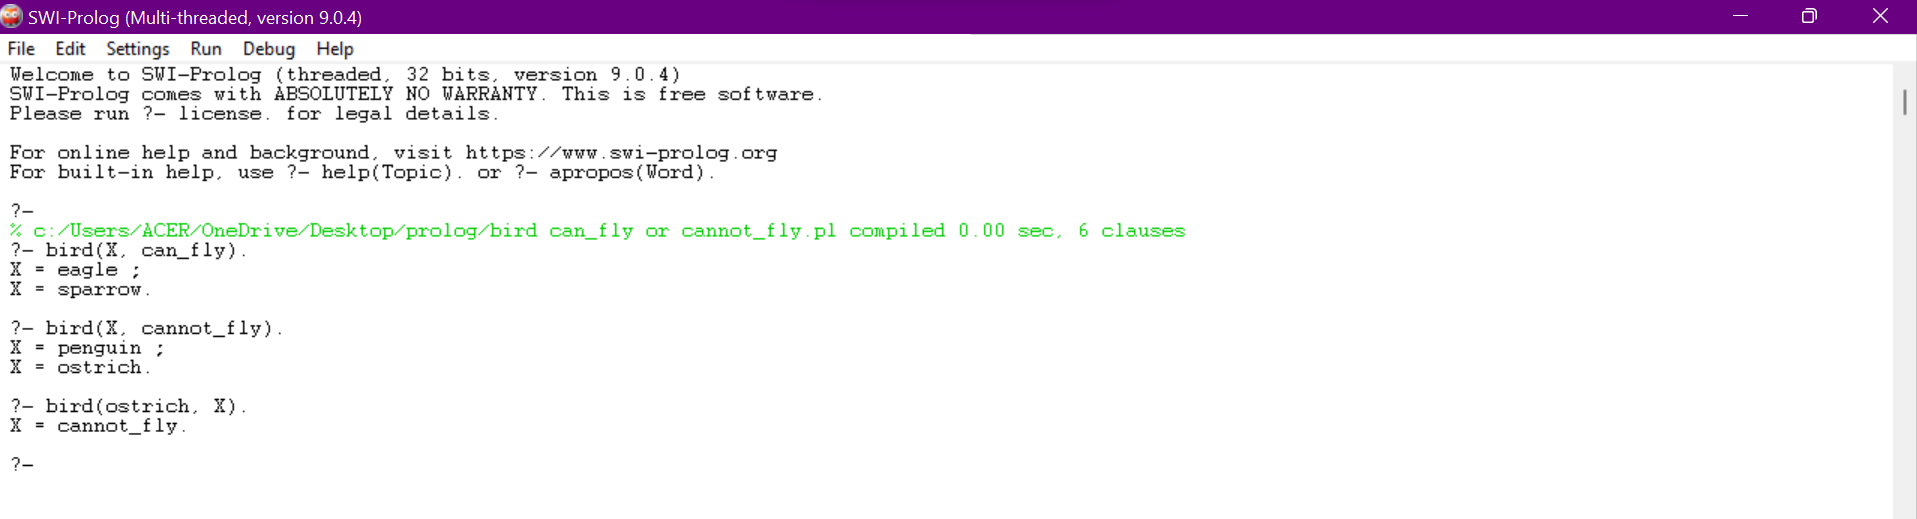 SWI-Prolog (Multi-threaded, version 9.0.4)
File Edit Settings Run Debug Help
Welcome to SWI-Prolog (threaded, 32 bits, version 9.0.4)
SWI-Prolog comes with ABSOLUTELY NO WARRANTY. This is free software.
Please run ?- license. for legal details.
For online help and background, visit https://www.swi-prolog.org
For built-in help, use ?- help(Topic). or ?- apropos(Word).
?-
% c:/Users/ACER/OneDrive/Desktop/prolog/bird can_fly or cannot_fly.pl compiled 0.00 sec, 6 clauses
?- bird(X, can_fly).
X = eagle ;
X = sparrow.
?- bird(X, cannot_fly).
X = penguin ;
X = ostrich.
?- bird(ostrich, X).
X = cannot_fly.
?-